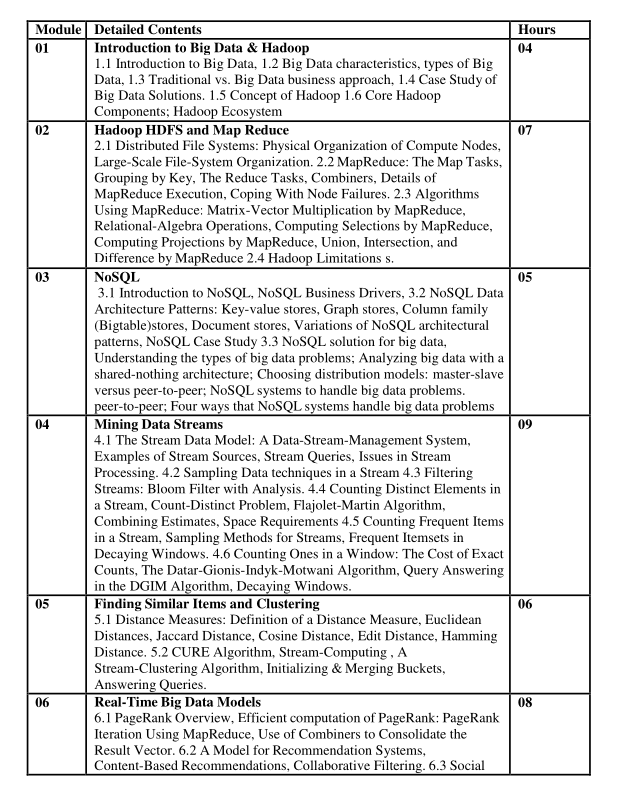 Module Detailed Contents Hours
01 Introduction to Big Data & Hadoop 04
1.1 Introduction to Big Data, 1.2 Big Data characteristics, types of Big
Data, 1.3 Traditional vs. Big Data business approach, 1.4 Case Study of
Big Data Solutions. 1.5 Concept of Hadoop 1.6 Core Hadoop
Components; Hadoop Ecosystem
02 Hadoop HDFS and Map Reduce 07
2.1 Distributed File Systems: Physical Organization of Compute Nodes,
Large-Scale File-System Organization. 2.2 MapReduce: The Map Tasks,
Grouping by Key, The Reduce Tasks, Combiners, Details of
MapReduce Execution, Coping With Node Failures. 2.3 Algorithms
Using MapReduce: Matrix-Vector Multiplication by MapReduce,
Relational-Algebra Operations, Computing Selections by MapReduce,
Computing Projections by MapReduce, Union, Intersection, and
Difference by MapReduce 2.4 Hadoop Limitations s.
03 NoSQL 05
3.1 Introduction to NoSQL, NoSQL Business Drivers, 3.2 NoSQL Data
Architecture Patterns: Key-value stores, Graph stores, Column family
(Bigtable)stores, Document stores, Variations of NoSQL architectural
patterns, NoSQL Case Study 3.3 NoSQL solution for big data,
Understanding the types of big data problems; Analyzing big data with a
shared-nothing architecture; Choosing distribution models: master-slave
versus peer-to-peer; NoSQL systems to handle big data problems.
peer-to-peer; Four ways that NoSQL systems handle big data problems
04 Mining Data Streams 09
4.1 The Stream Data Model: A Data-Stream-Management System,
Examples of Stream Sources, Stream Queries, Issues in Stream
Processing. 4.2 Sampling Data techniques in a Stream 4.3 Filtering
Streams: Bloom Filter with Analysis. 4.4 Counting Distinct Elements in
a Stream, Count-Distinct Problem, Flajolet-Martin Algorithm,
Combining Estimates, Space Requirements 4.5 Counting Frequent Items
in a Stream, Sampling Methods for Streams, Frequent Itemsets in
Decaying Windows. 4.6 Counting Ones in a Window: The Cost of Exact
Counts, The Datar-Gionis-Indyk-Motwani Algorithm, Query Answering
in the DGIM Algorithm, Decaying Windows.
05 Finding Similar Items and Clustering 06
5.1 Distance Measures: Definition of a Distance Measure, Euclidean
Distances, Jaccard Distance, Cosine Distance, Edit Distance, Hamming
Distance. 5.2 CURE Algorithm, Stream-Computing , A
Stream-Clustering Algorithm, Initializing & Merging Buckets,
Answering Queries.
06 Real-Time Big Data Models 08
6.1 PageRank Overview, Efficient computation of PageRank: PageRank
Iteration Using MapReduce, Use of Combiners to Consolidate the
Result Vector. 6.2 A Model for Recommendation Systems,
Content-Based Recommendations, Collaborative Filtering. 6.3 Social